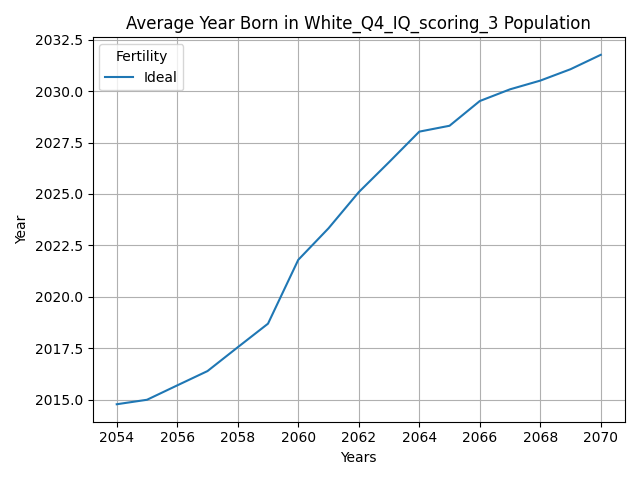 Average Year Born in White_Q4_IQ_scoring_3 Population
2032.5
2030.0
2027.5
2025.0
2022.5
2020.0
2017.5
2015.0
Year
Fertility
Ideal
2054 2056 2058 2060 2062 2064 2066 2068 2070
Years